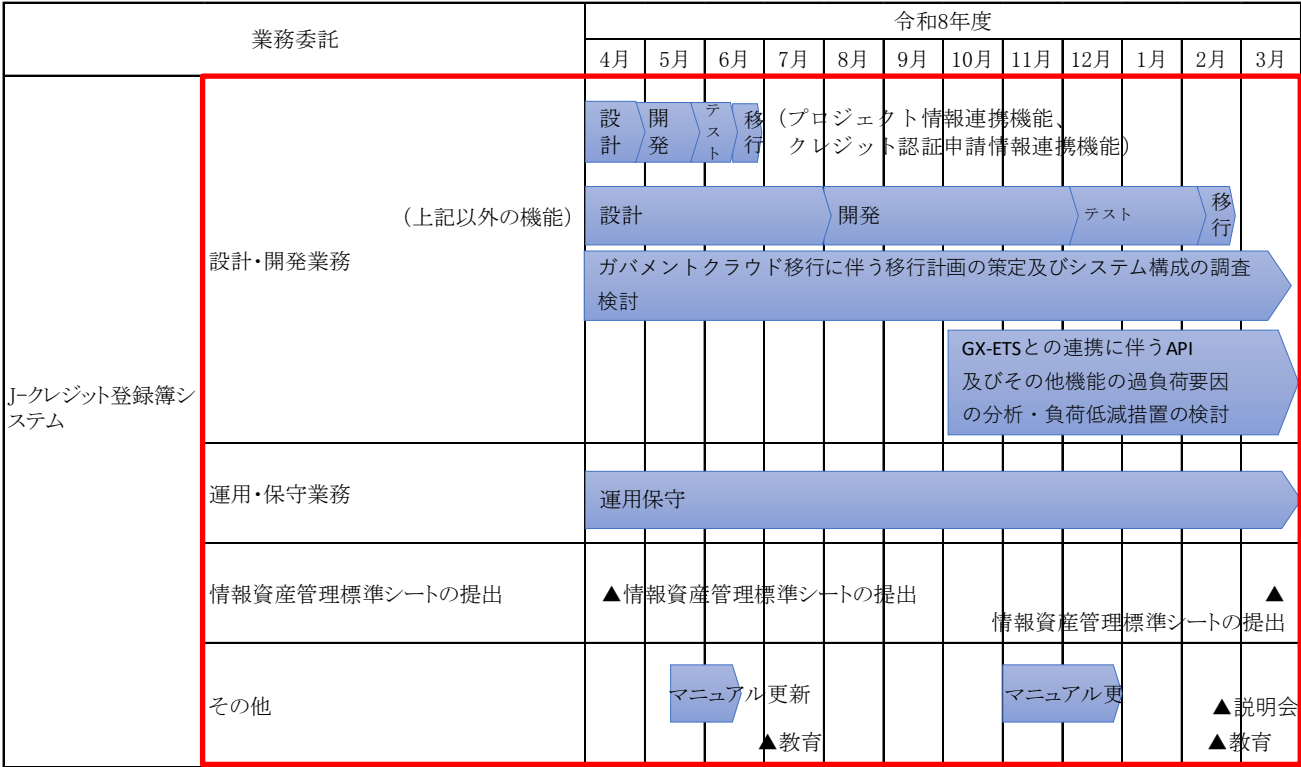 業務委託
令和8年度
4月 5月 6月 7月 8月 9月 10月 11月 12月 1月 2月 3月
J-クレジット登録簿シ
ステム
設計・開発業務
設計
開発
テスト
移行
(プロジェクト情報連携機能、
クレジット認証申請情報連携機能)
(上記以外の機能)
設計
開発
テスト
移行
ガバメントクラウド移行に伴う移行計画の策定及びシステム構成の調査
検討
GX-ETSとの連携に伴うAPI
及びその他機能の過負荷要因
の分析・負荷低減措置の検討
運用・保守業務
運用保守
情報資産管理標準シートの提出
▲情報資産管理標準シートの提出
▲
情報資産管理標準シートの提出
その他
マニュアル更新
マニュアル更
▲説明会
▲教育
▲教育